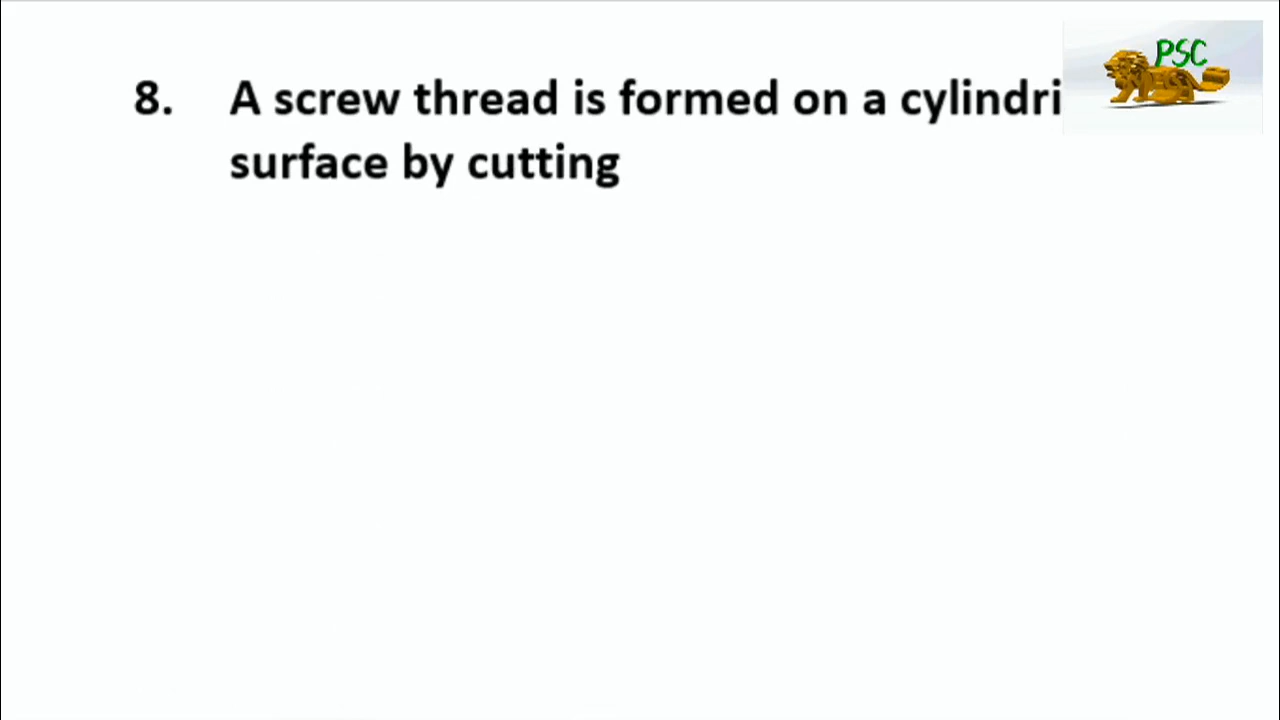 8. A screw thread is formed on a cylindri
surface by cutting
PSC